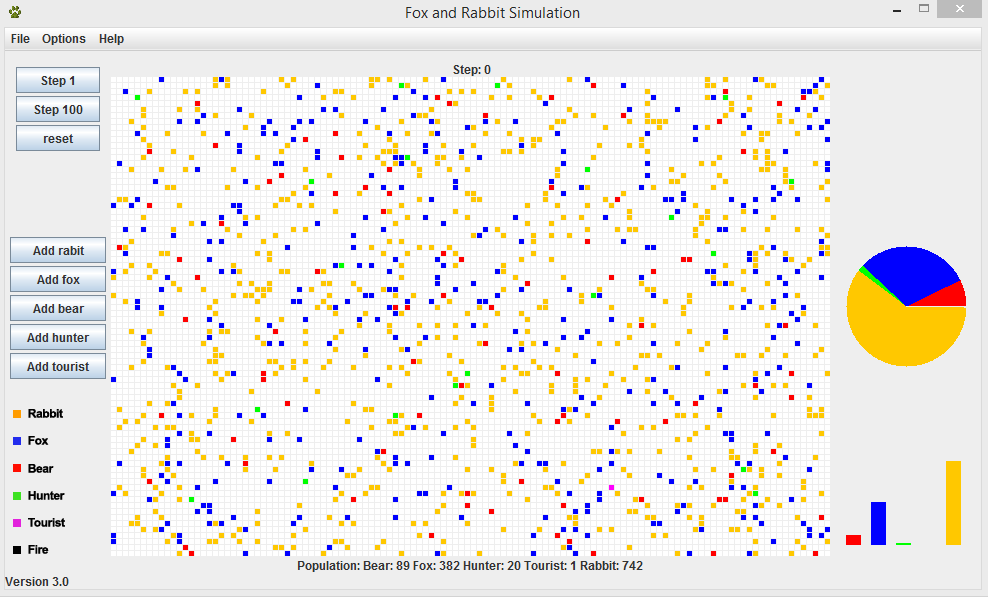 Fox and Rabbit Simulation
File Options Help
Step: 0
Step 1
Step 100
reset
Add rabit
Add fox
Add bear
Add hunter
Add tourist
Rabbit
Fox
Bear
Hunter
Tourist
Fire
Population: Bear: 89 Fox: 382 Hunter: 20 Tourist: 1 Rabbit: 742
Version 3.0